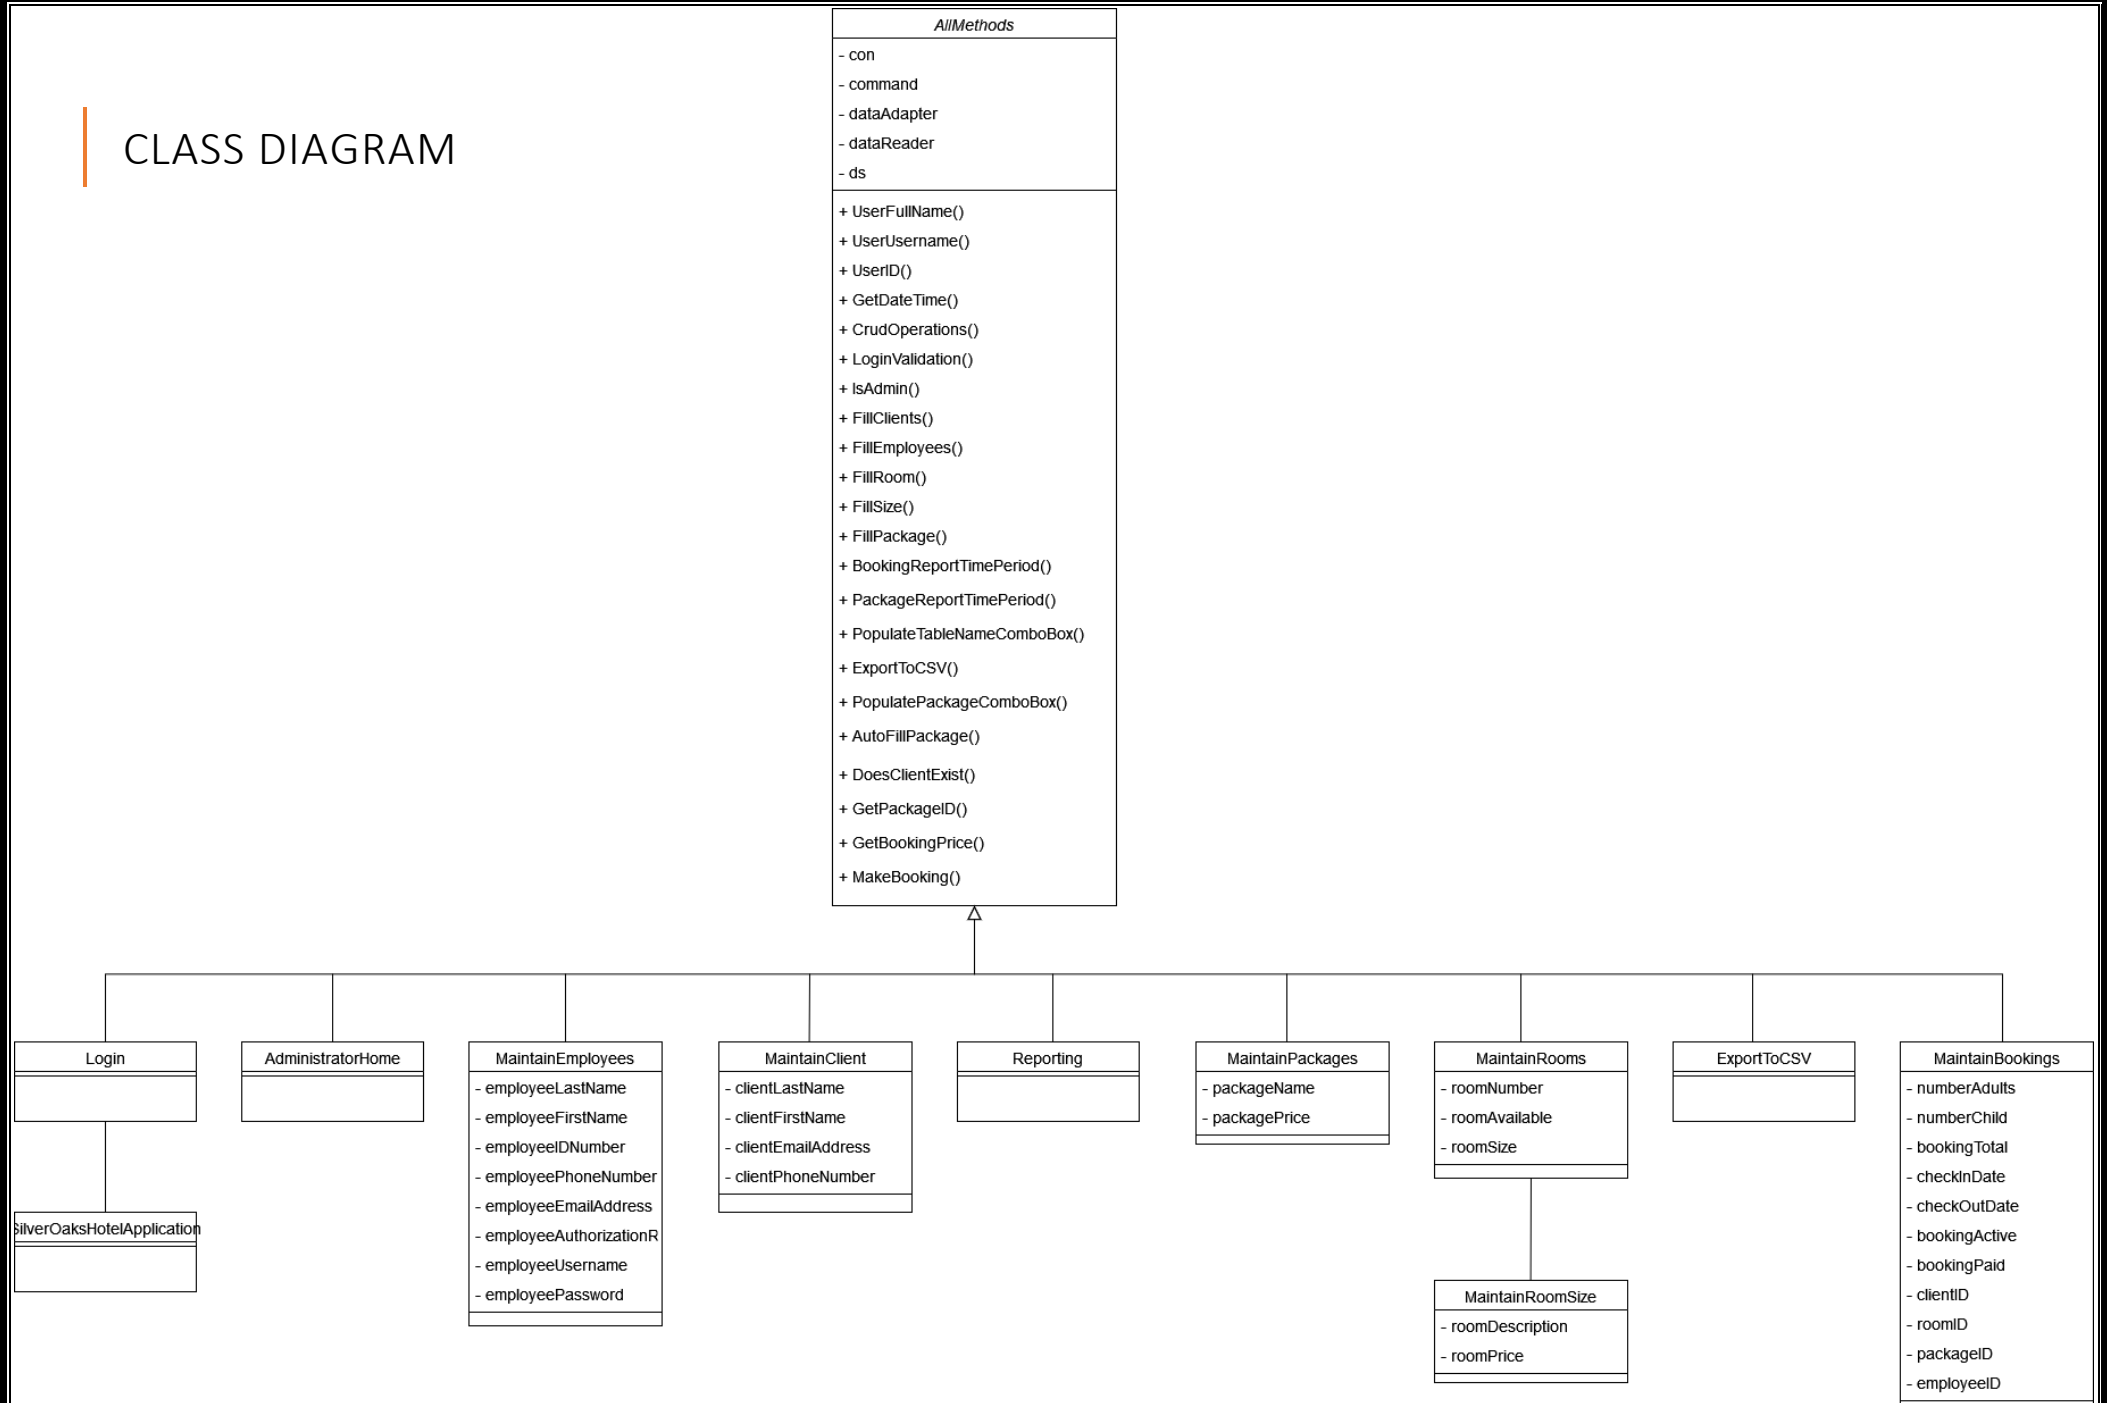 CLASS DIAGRAM
AllMethods
- con
- command
- dataAdapter
- dataReader
- ds
+ UserFullName()
+ UserUsername()
+ UserID()
+ GetDateTime()
+ CrudOperations()
+ LoginValidation()
+ IsAdmin()
+ FillClients()
+ FillEmployees()
+ FillRoom()
+ FillSize()
+ FillPackage()
+ BookingReportTimePeriod()
+ PackageReportTimePeriod()
+ PopulateTableNameComboBox()
+ ExportToCSV()
+ PopulatePackageComboBox()
+ AutoFillPackage()
+ DoesClientExist()
+ GetPackageID()
+ GetBookingPrice()
+ MakeBooking()
Login
SilverOaksHotelApplication
AdministratorHome
MaintainEmployees
- employeeLastName
- employeeFirstName
- employeeIDNumber
- employeePhoneNumber
- employeeEmailAddress
- employeeAuthorizationR
- employeeUsername
- employeePassword
MaintainClient
- clientLastName
- clientFirstName
- clientEmailAddress
- clientPhoneNumber
Reporting
MaintainPackages
- packageName
- packagePrice
MaintainRooms
- roomNumber
- roomAvailable
- roomSize
MaintainRoomSize
- roomDescription
- roomPrice
ExportToCSV
MaintainBookings
- numberAdults
- numberChild
- bookingTotal
- checkInDate
- checkOutDate
- bookingActive
- bookingPaid
- clientID
- roomID
- packageID
- employeeID